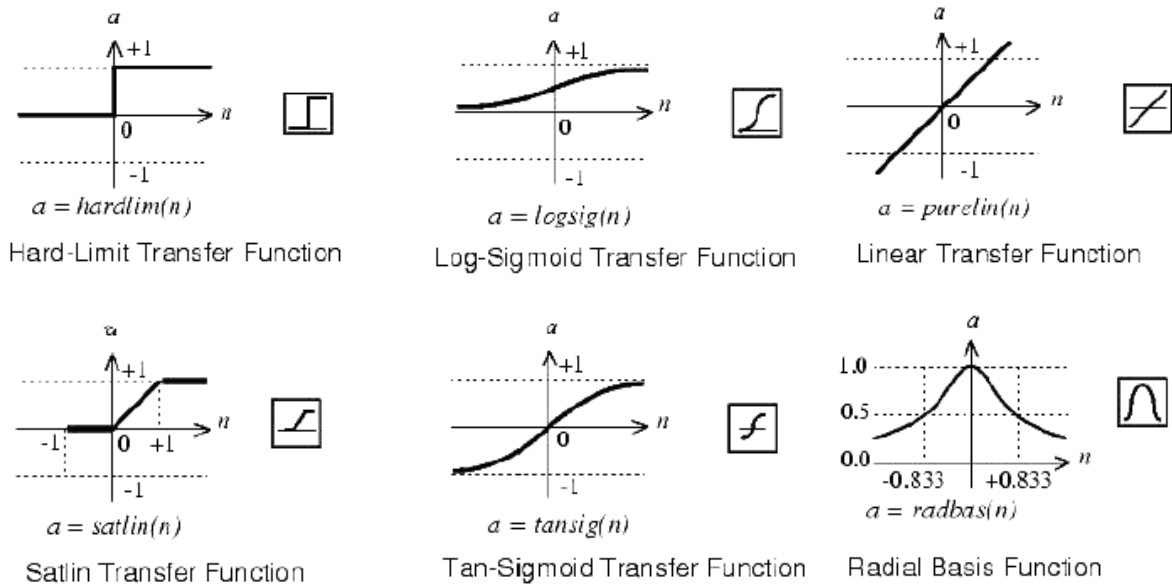 a
+1
n
0
-1
a = hardlim(n)
Hard-Limit Transfer Function
a
+1
n
0
-1
a = logsig(n)
Log-Sigmoid Transfer Function
a
+1
n
0
-1
a = purelin(n)
Linear Transfer Function
a
+1
n
-1
0
+1
-1
a = satlin(n)
Satlin Transfer Function
a
+1
n
0
-1
a = tansig(n)
Tan-Sigmoid Transfer Function
a
1.0
0.5
0.0
n
-0.833
+0.833
a = radbas(n)
Radial Basis Function